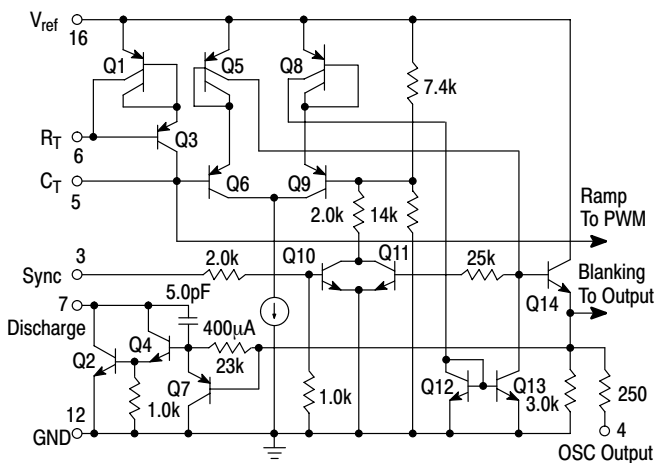 Vref
16
Q1
Q5
Q8
7.4k
RT
6
Q3
CT
5
Q6
Q9
2.0k
14k
Ramp
To PWM
3
Sync
2.0k
Q10
Q11
25k
Blanking
To Output
Q14
7
Discharge
5.0pF
400μA
Q2
Q4
23k
Q7
Q12
Q13
1.0k
1.0k
3.0k
250
12
GND
4
OSC Output